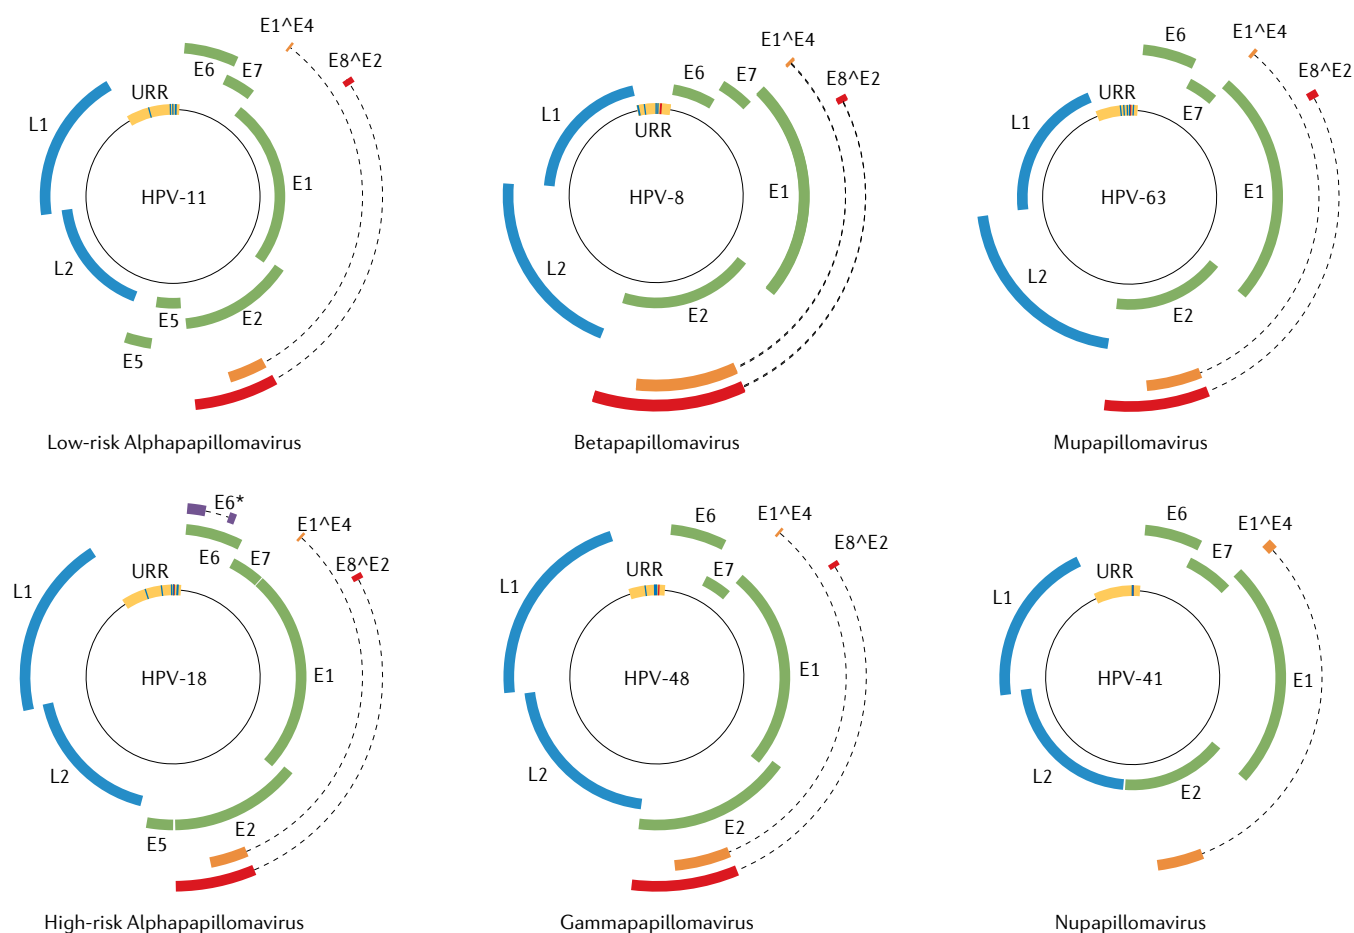 E1^E4
E8^E2
E6
E7
URR
L1
HPV-11
E1
L2
E5
E2
E5
Low-risk Alphapapillomavirus
E1^E4
E8^E2
E6
E7
L1
URR
HPV-8
E1
L2
E2
Betapapillomavirus
E6
E1^E4
E8^E2
URR
E7
L1
HPV-63
E1
L2
E2
Mupapillomavirus
E6*
E1^E4
E6
E7
E8^E2
URR
L1
HPV-18
E1
L2
E5
E2
High-risk Alphapapillomavirus
E6
E1^E4
E8^E2
URR
E7
L1
HPV-48
E1
L2
E2
Gammapapillomavirus
E6
E1^E4
E7
URR
L1
HPV-41
E1
L2
E2
Nupapillomavirus